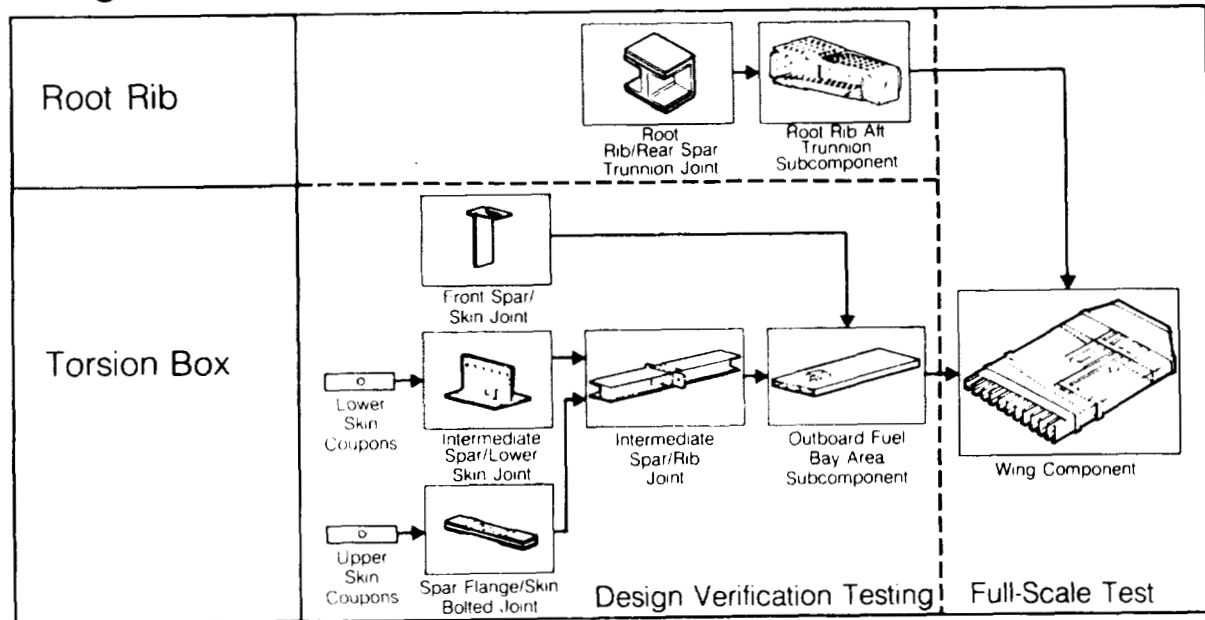 Root Rib
Root
Rib/Rear Spar
Trunnion Joint
Root Rib Aft
Trunnion
Subcomponent
Torsion Box
Front Spar/
Skin Joint
Lower
Skin
Coupons
Intermediate
Spar/Lower
Skin Joint
Intermediate
Spar/Rib
Joint
Outboard Fuel
Bay Area
Subcomponent
Wing Component
Upper
Skin
Coupons
Spar Flange/Skin
Bolted Joint
Design Verification Testing
Full-Scale Test